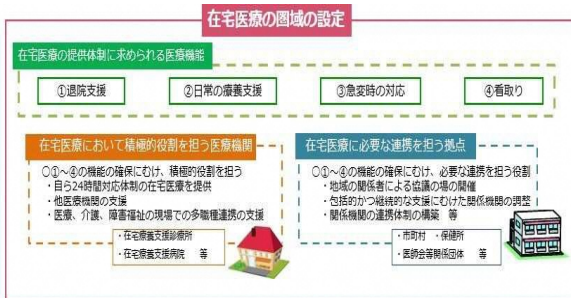 在宅医療の圏域の設定
在宅医療の提供体制に求められる医療機能
①退院支援
②日常の療養支援
③急変時の対応
④看取り
在宅医療において積極的役割を担う医療機関
○①～④の機能の確保にむけ、積極的役割を担う
・自ら24時間対応体制の在宅医療を提供
・他医療機関の支援
・医療、介護、障害福祉の現場での多職種連携の支援
・在宅療養支援診療所
・在宅療養支援病院　等
在宅医療に必要な連携を担う拠点
○①～④の機能の確保にむけ、必要な連携を担う役割
・地域の関係者による協議の場の開催
・包括的かつ継続的な支援にむけた関係機関の調整
・関係機関の連携体制の構築　等
・市町村　・保健所
・医師会等関係団体　等